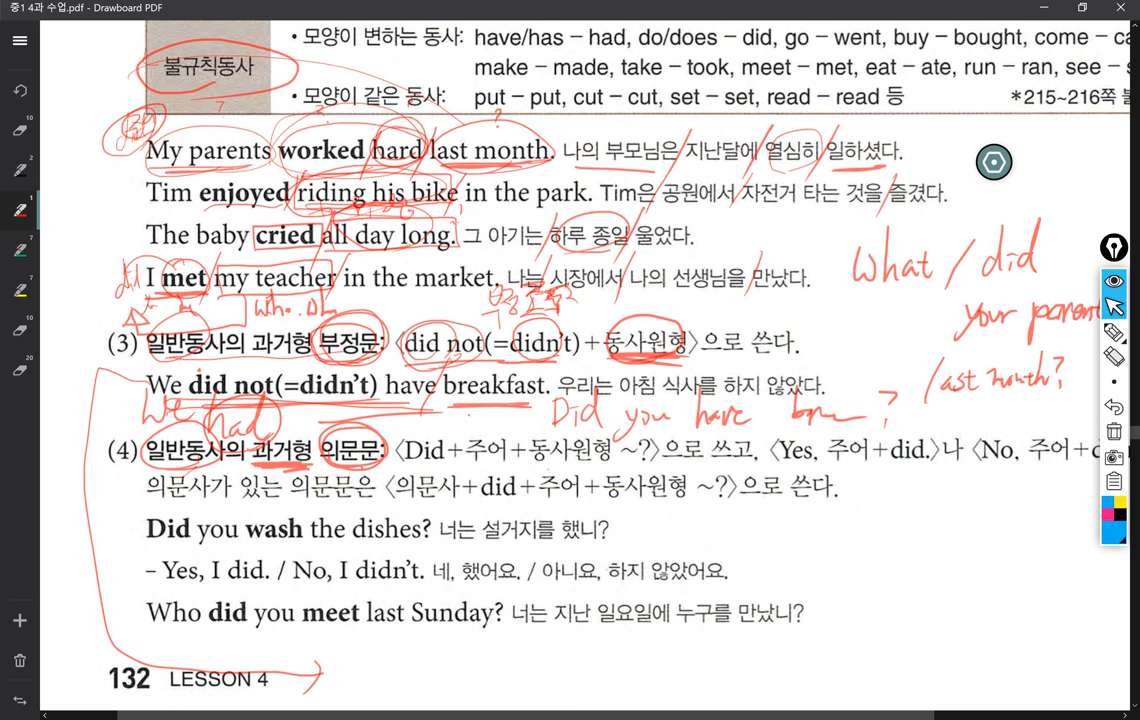 중1 4과 수업.pdf - Drawboard PDF
• 모양이 변하는 동사: have/has – had, do/does – did, go – went, buy – bought, come –
불규칙동사
make – made, take – took, meet – met, eat – ate, run – ran, see –
• 모양이 같은 동사: put – put, cut – cut, set – set, read – read 등 *215~216쪽
My parents worked hard last month. 나의 부모님은 지난달에 열심히 일하셨다.
Tim enjoyed riding his bike in the park. Tim은 공원에서 자전거 타는 것을 즐겼다.
The baby cried all day long. 그 아기는 하루 종일 울었다.
What / did
I met my teacher in the market. 나는 시장에서 나의 선생님을 만났다.
did
Who.
your parent
(3) 일반동사의 과거형 부정문: 〈did not(=didn't)+동사원형〉으로 쓴다.
We did not(=didn't) have breakfast. 우리는 아침 식사를 하지 않았다.
last month?
We had
Did you have ?
(4) 일반동사의 과거형 의문문: 〈Did+주어+동사원형 ~?〉으로 쓰고, 〈Yes, 주어+did.〉나 〈No, 주어+
의문사가 있는 의문문은 〈의문사+did+주어+동사원형 ~?〉으로 쓴다.
Did you wash the dishes? 너는 설거지를 했니?
– Yes, I did. / No, I didn't. 네, 했어요. / 아니요, 하지 않았어요.
Who did you meet last Sunday? 너는 지난 일요일에 누구를 만났니?
132 LESSON 4